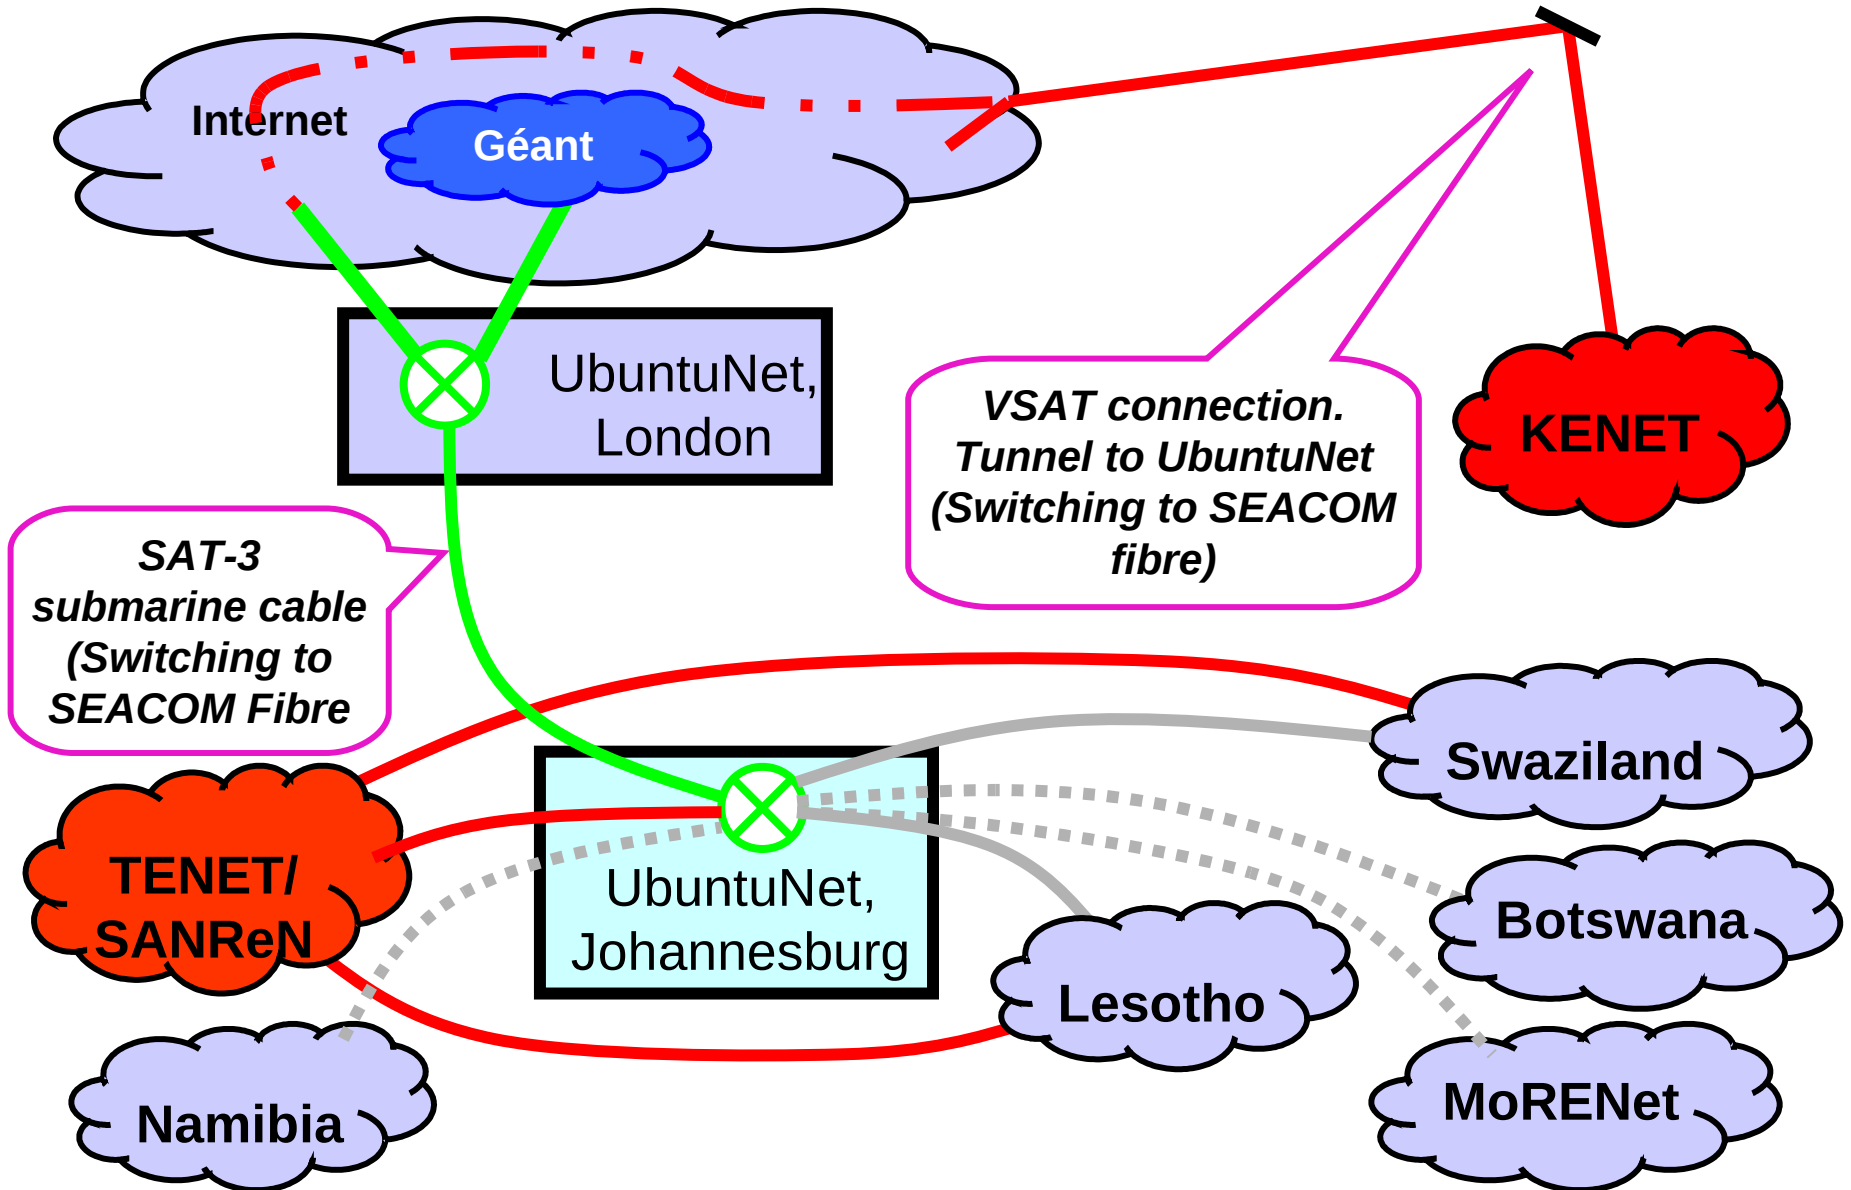 Internet
Géant
UbuntuNet,
London
VSAT connection.
Tunnel to UbuntuNet
(Switching to SEACOM
fibre)
KENET
SAT-3
submarine cable
(Switching to
SEACOM Fibre
Swaziland
TENET/
SANReN
UbuntuNet,
Johannesburg
Botswana
Lesotho
MoRENet
Namibia